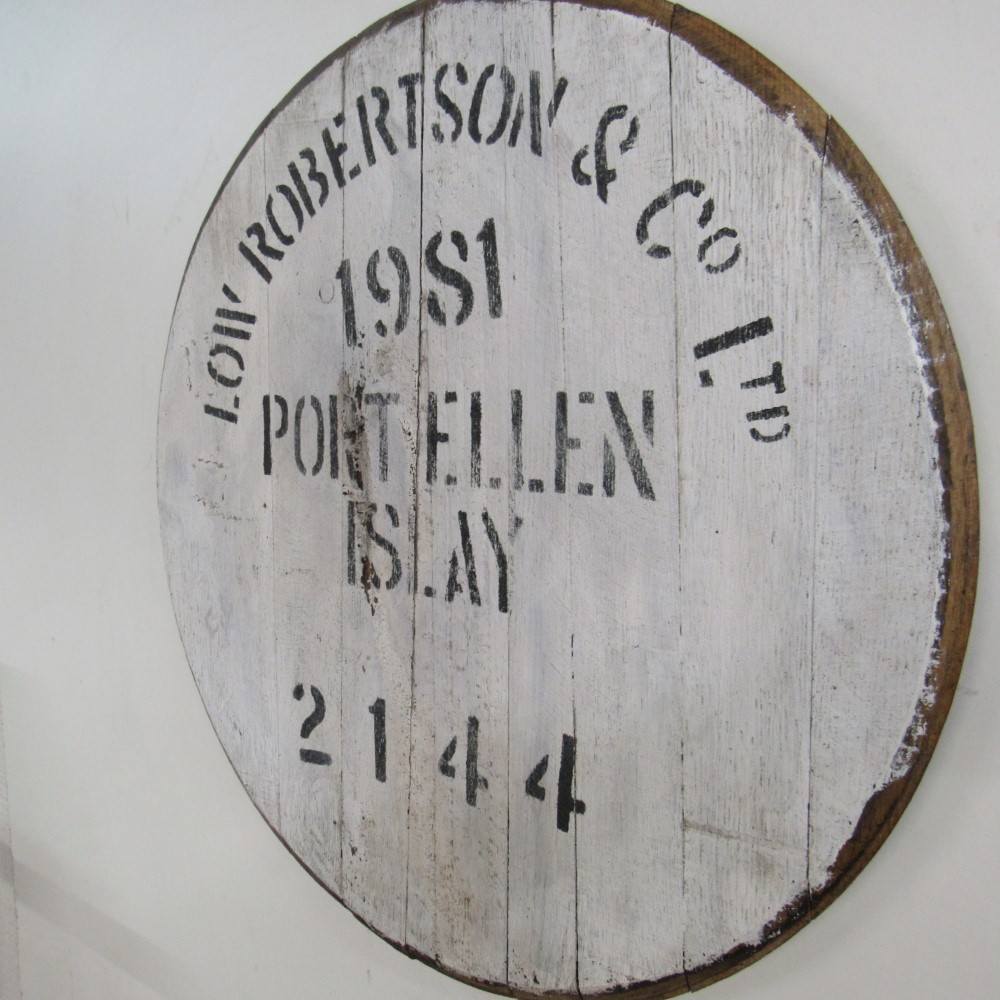 LOW ROBERTSON & Co LTD
1981
PORT ELLEN
ISLAY
2144